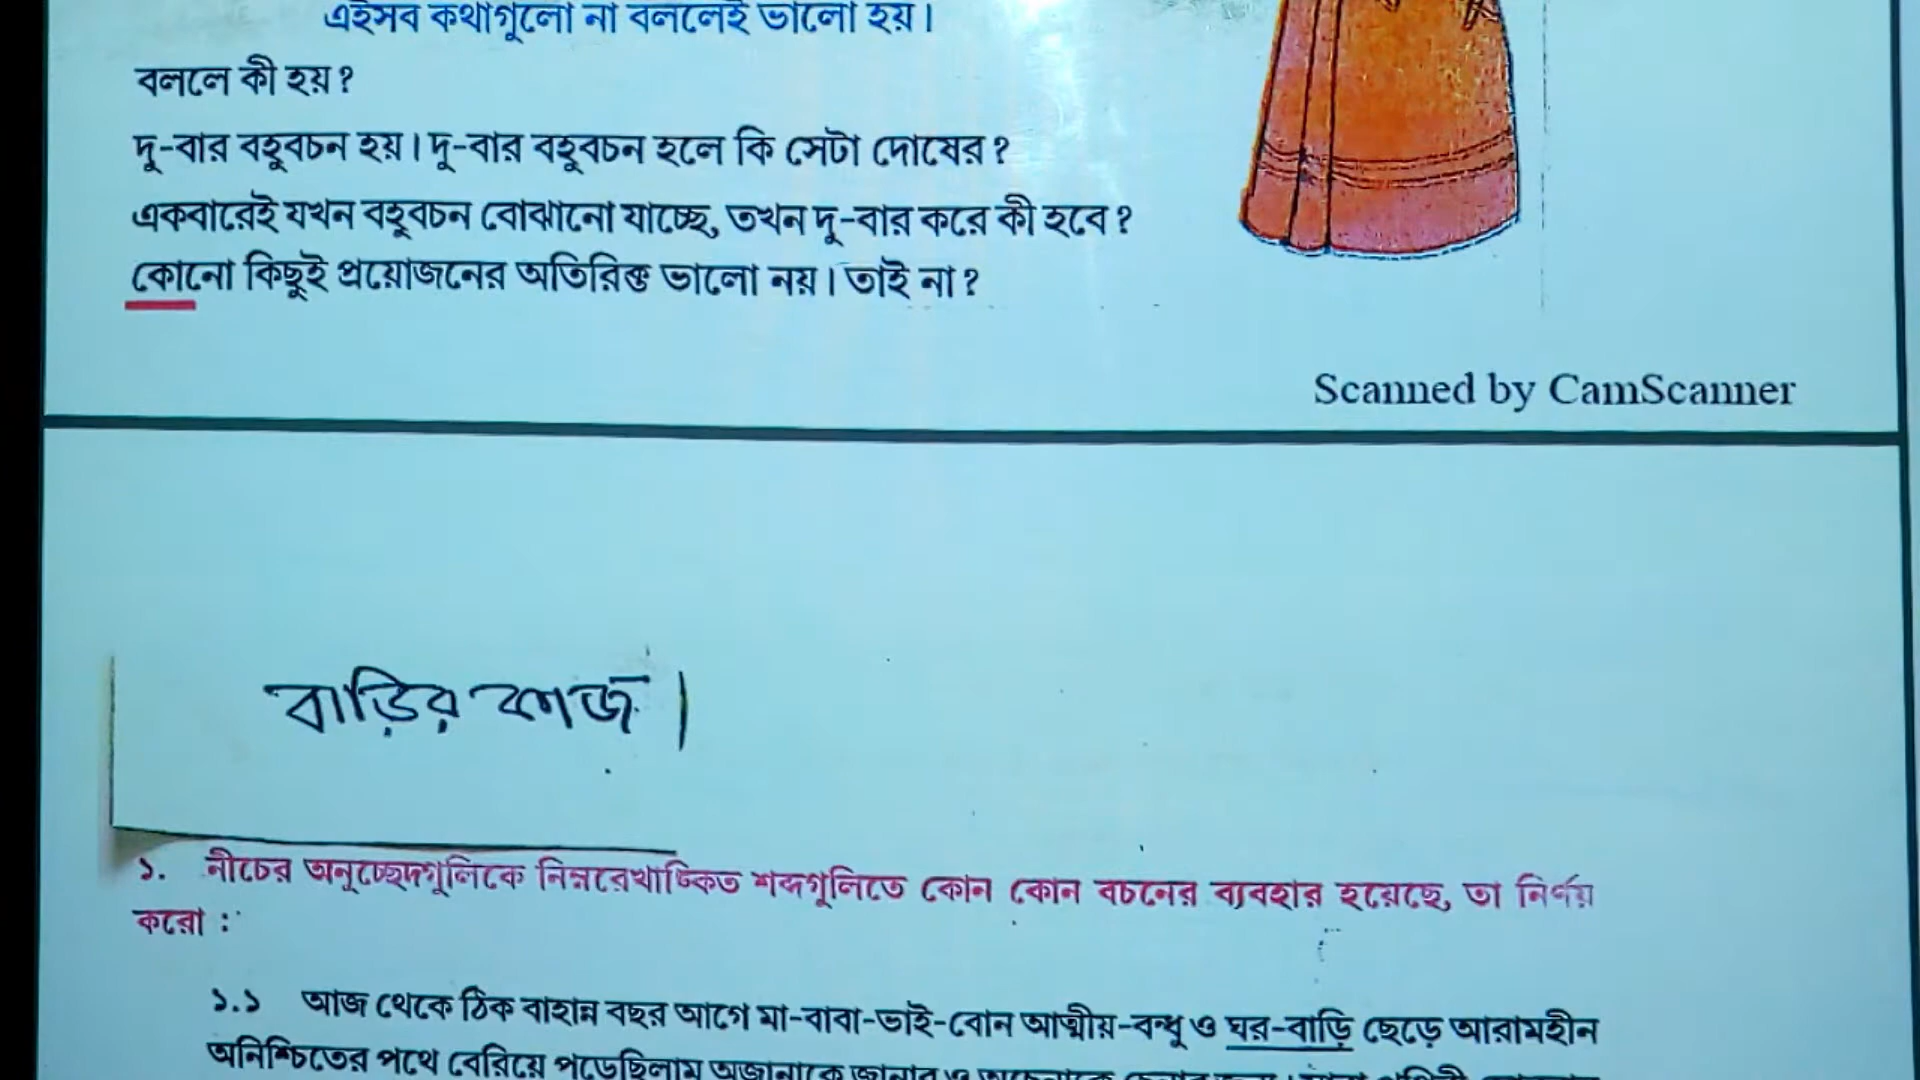 এইসব কথাগুলো না বললেই ভালো হয়।
বললে কী হয়?
দু-বার বহুবচন হয়। দু-বার বহুবচন হলে কি সেটা দোষের?
একবারেই যখন বহুবচন বোঝানো যাচ্ছে, তখন দু-বার করে কী হবে?
কোনো কিছুই প্রয়োজনের অতিরিক্ত ভালো নয়। তাই না?
Scanned by CamScanner
বাড়ির কাজ।
১. নীচের অনুচ্ছেদগুলিকে নিম্নরেখাঙ্কিত শব্দগুলিতে কোন কোন বচনের ব্যবহার হয়েছে, তা নির্ণয়
করো :
১.১ আজ থেকে ঠিক বাহান্ন বছর আগে মা-বাবা-ভাই-বোন আত্মীয়-বন্ধু ও ঘর-বাড়ি ছেড়ে আরামহীন
অনিশ্চিতের পথে বেরিয়ে পড়েছিলাম অজানাকে জানার ও